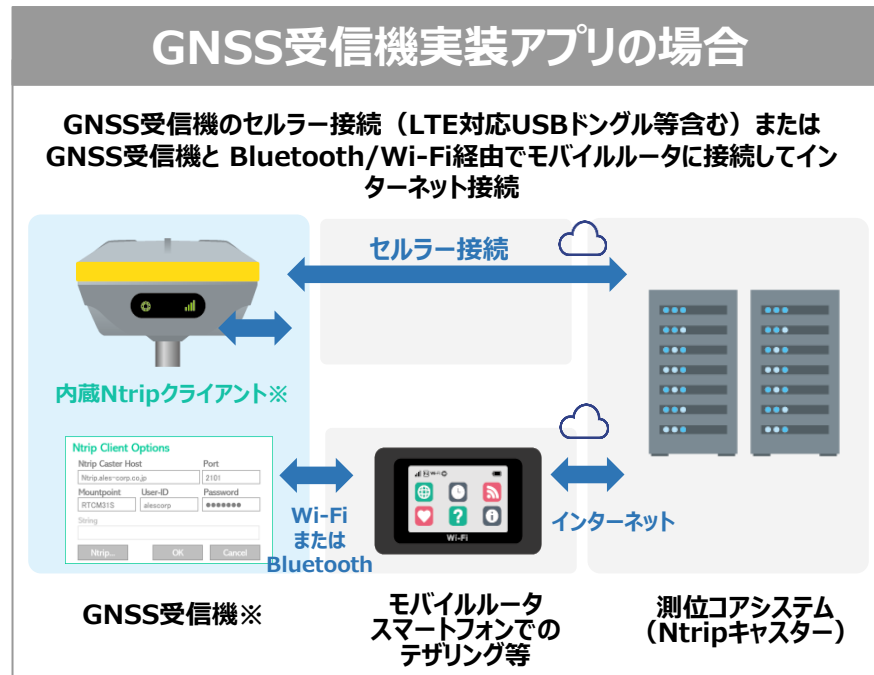 GNSS受信機実装アプリの場合
GNSS受信機のセルラー接続（LTE対応USBドングル等含む）または
GNSS受信機と Bluetooth/Wi-Fi経由でモバイルルータに接続してイン
ターネット接続
セルラー接続
内蔵Ntripクライアント※
Ntrip Client Options
Ntrip Caster Host
Port
Ntrip.ales-corp.co.jp
2101
Mountpoint
User-ID
Password
RTCM31S
alescorp
●●●●●●●
String
Ntrip...
OK
Cancel
Wi-Fi
または
Bluetooth
Wi-Fi
インターネット
GNSS受信機※
モバイルルータ
スマートフォンでの
テザリング等
測位コアシステム
（Ntripキャスター）